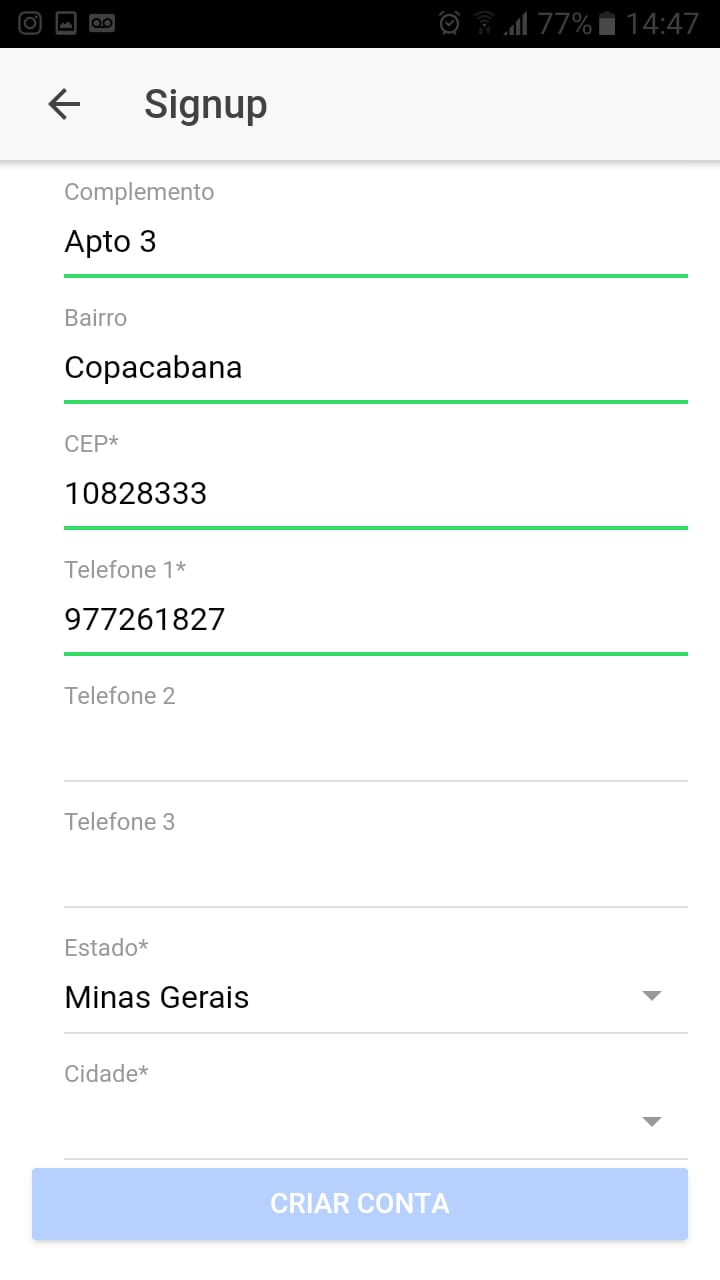 77% 14:47
Signup
Complemento
Apto 3
Bairro
Copacabana
CEP*
10828333
Telefone 1*
977261827
Telefone 2
Telefone 3
Estado*
Minas Gerais
Cidade*
CRIAR CONTA